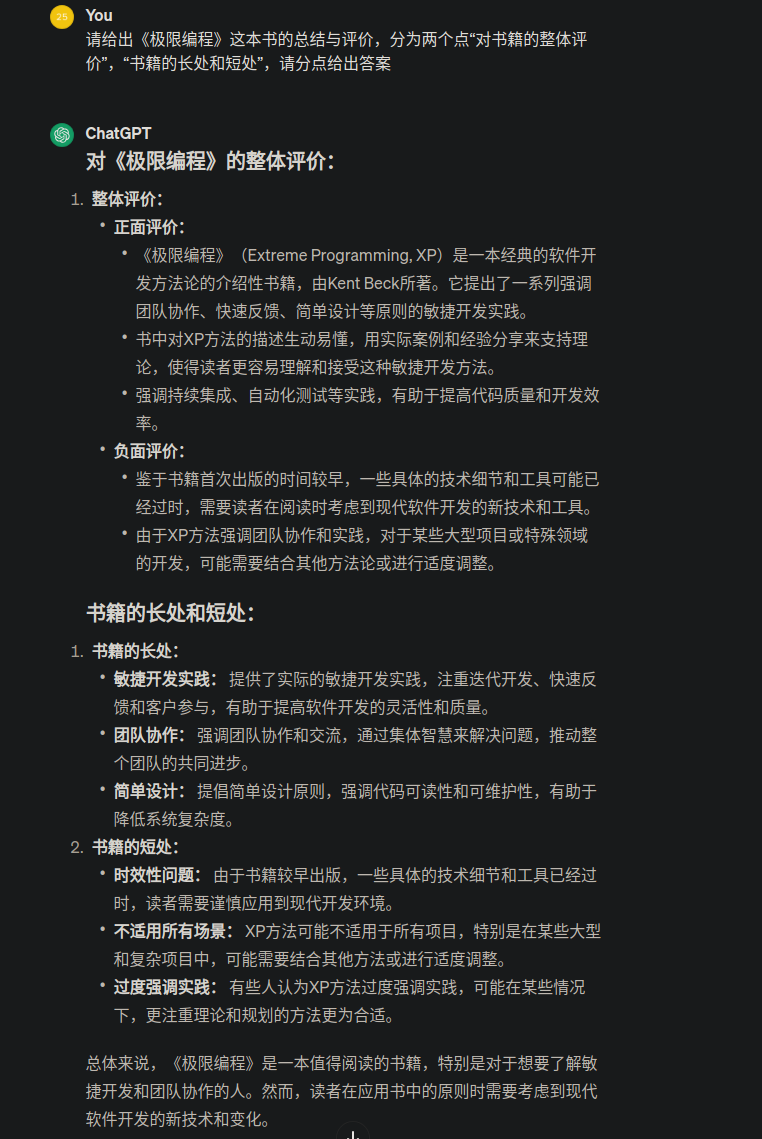 25
You
请给出《极限编程》这本书的总结与评价，分为两个点“对书籍的整体评
价”，“书籍的长处和短处”，请分点给出答案
ChatGPT
对《极限编程》的整体评价：
1. 整体评价：
• 正面评价：
• 《极限编程》（Extreme Programming, XP）是一本经典的软件开
发方法论的介绍性书籍，由Kent Beck所著。它提出了一系列强调
团队协作、快速反馈、简单设计等原则的敏捷开发实践。
• 书中对XP方法的描述生动易懂，用实际案例和经验分享来支持理
论，使得读者更容易理解和接受这种敏捷开发方法。
• 强调持续集成、自动化测试等实践，有助于提高代码质量和开发效
率。
• 负面评价：
• 鉴于书籍首次出版的时间较早，一些具体的技术细节和工具可能已
经过时，需要读者在阅读时考虑到现代软件开发的新技术和工具。
• 由于XP方法强调团队协作和实践，对于某些大型项目或特殊领域
的开发，可能需要结合其他方法论或进行适度调整。
书籍的长处和短处：
1. 书籍的长处：
• 敏捷开发实践： 提供了实际的敏捷开发实践，注重迭代开发、快速反
馈和客户参与，有助于提高软件开发的灵活性和质量。
• 团队协作： 强调团队协作和交流，通过集体智慧来解决问题，推动整
个团队的共同进步。
• 简单设计： 提倡简单设计原则，强调代码可读性和可维护性，有助于
降低系统复杂度。
2. 书籍的短处：
• 时效性问题： 由于书籍较早出版，一些具体的技术细节和工具已经过
时，读者需要谨慎应用到现代开发环境。
• 不适用所有场景： XP方法可能不适用于所有项目，特别是在某些大型
和复杂项目中，可能需要结合其他方法或进行适度调整。
• 过度强调实践： 有些人认为XP方法过度强调实践，可能在某些情况
下，更注重理论和规划的方法更为合适。
总体来说，《极限编程》是一本值得阅读的书籍，特别是对于想要了解敏
捷开发和团队协作的人。然而，读者在应用书中的原则时需要考虑到现代
软件开发的新技术和变化。